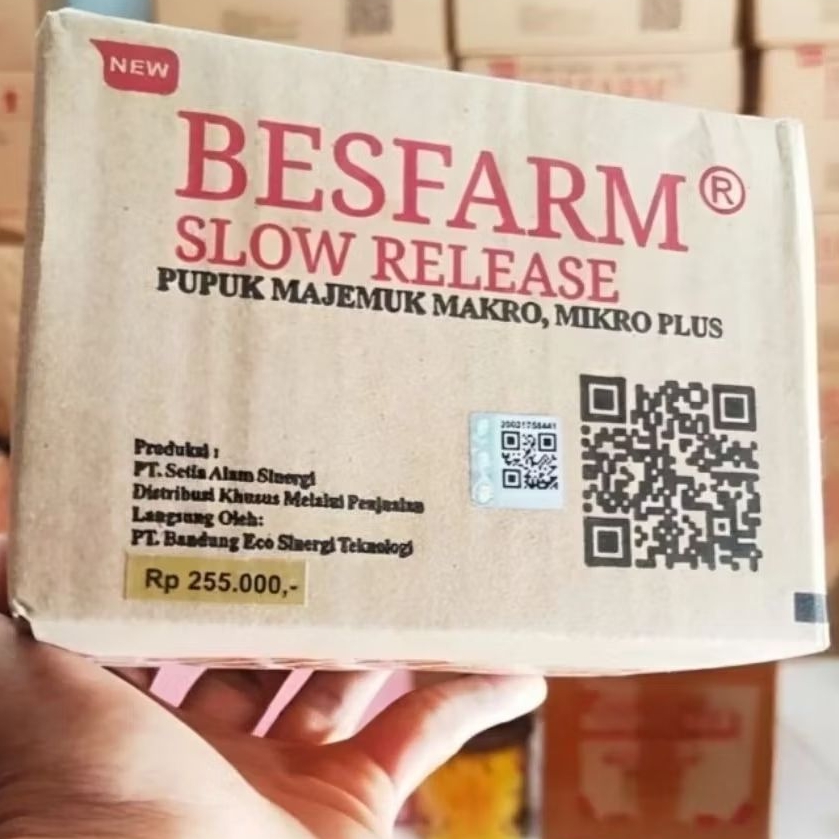 NEW
BESFARM®
SLOW RELEASE
PUPUK MAJEMUK MAKRO, MIKRO PLUS
20021758441
Produksi :
PT. Setia Alam Sinergi
Distribusi Khusus Melalui Penjualan
Langsung Oleh:
PT. Bandung Eco Sinergi Teknologi
Rp 255.000,-